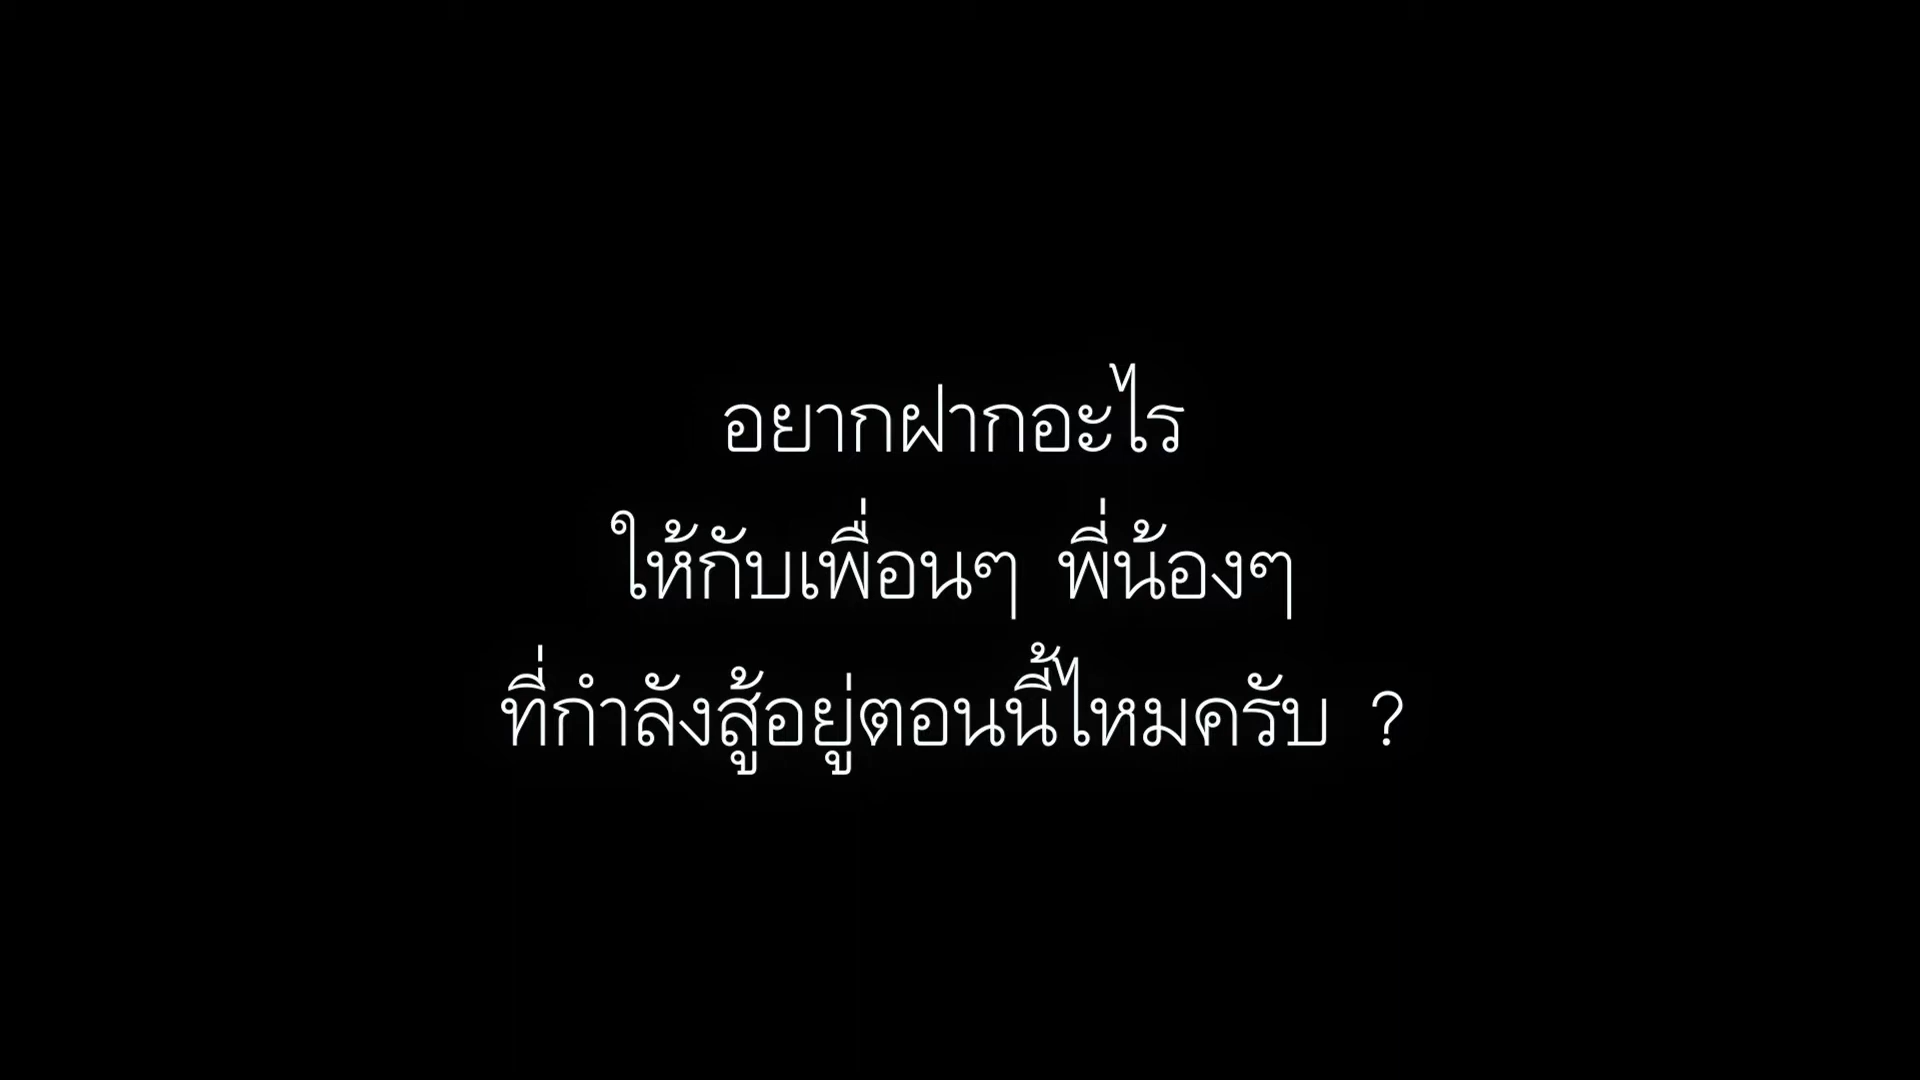 อยากฝากอะไร
ให้กับเพื่อนๆ พี่น้องๆ
ที่กำลังสู้อยู่ตอนนี้ไหมครับ ?